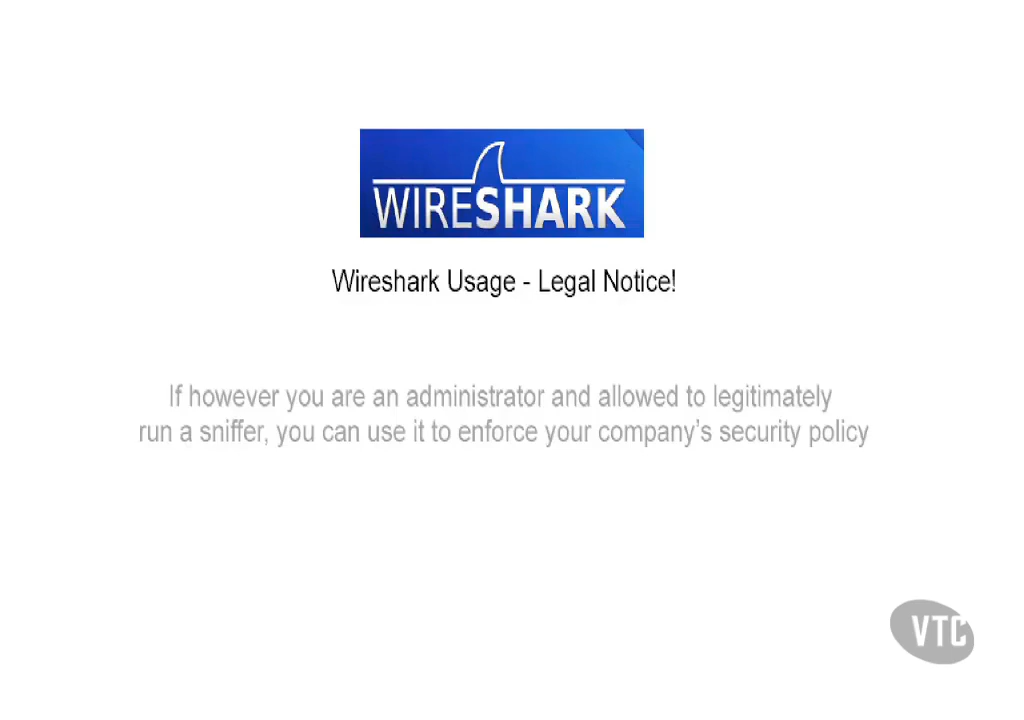 WIRESHARK
Wireshark Usage - Legal Notice!
If however you are an administrator and allowed to legitimately
run a sniffer, you can use it to enforce your company's security policy
VTC